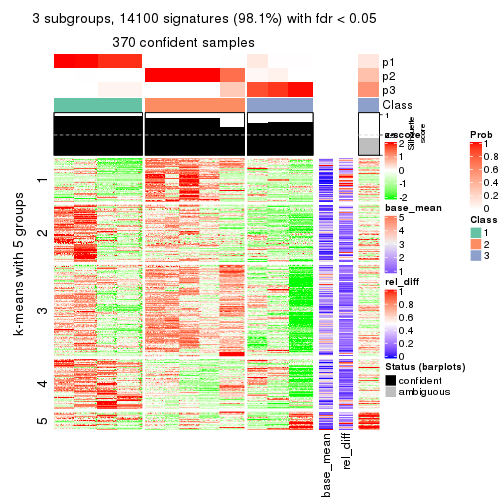 3 subgroups, 14100 signatures (98.1%) with fdr < 0.05
370 confident samples
p1
p2
p3
Class
1
Silhouette
score
z-score
2
1
0
-1
-2
base_mean
5
4
3
2
1
rel_diff
1
0.8
0.6
0.4
0.2
0
Status (barplots)
confident
ambiguous
Prob
1
0.8
0.6
0.4
0.2
0
Class
1
2
3
k-means with 5 groups
1
2
3
4
5
base_mean
rel_diff